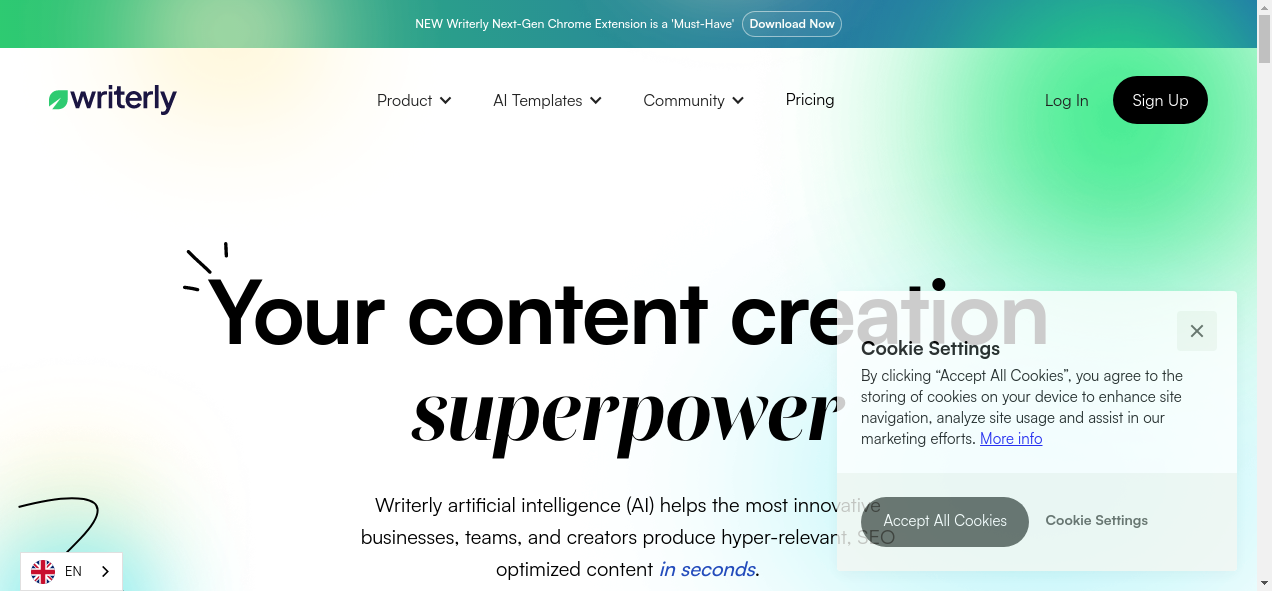 NEW Writerly Next-Gen Chrome Extension is a 'Must-Have' Download Now
writerly Product AI Templates Community Pricing Log In Sign Up
Your content creation
superpower
Writerly artificial intelligence (AI) helps the most innovative
businesses, teams, and creators produce hyper-relevant, SEO
optimized content in seconds.
Cookie Settings
By clicking “Accept All Cookies”, you agree to the
storing of cookies on your device to enhance site
navigation, analyze site usage and assist in our
marketing efforts. More info
Accept All Cookies Cookie Settings
EN